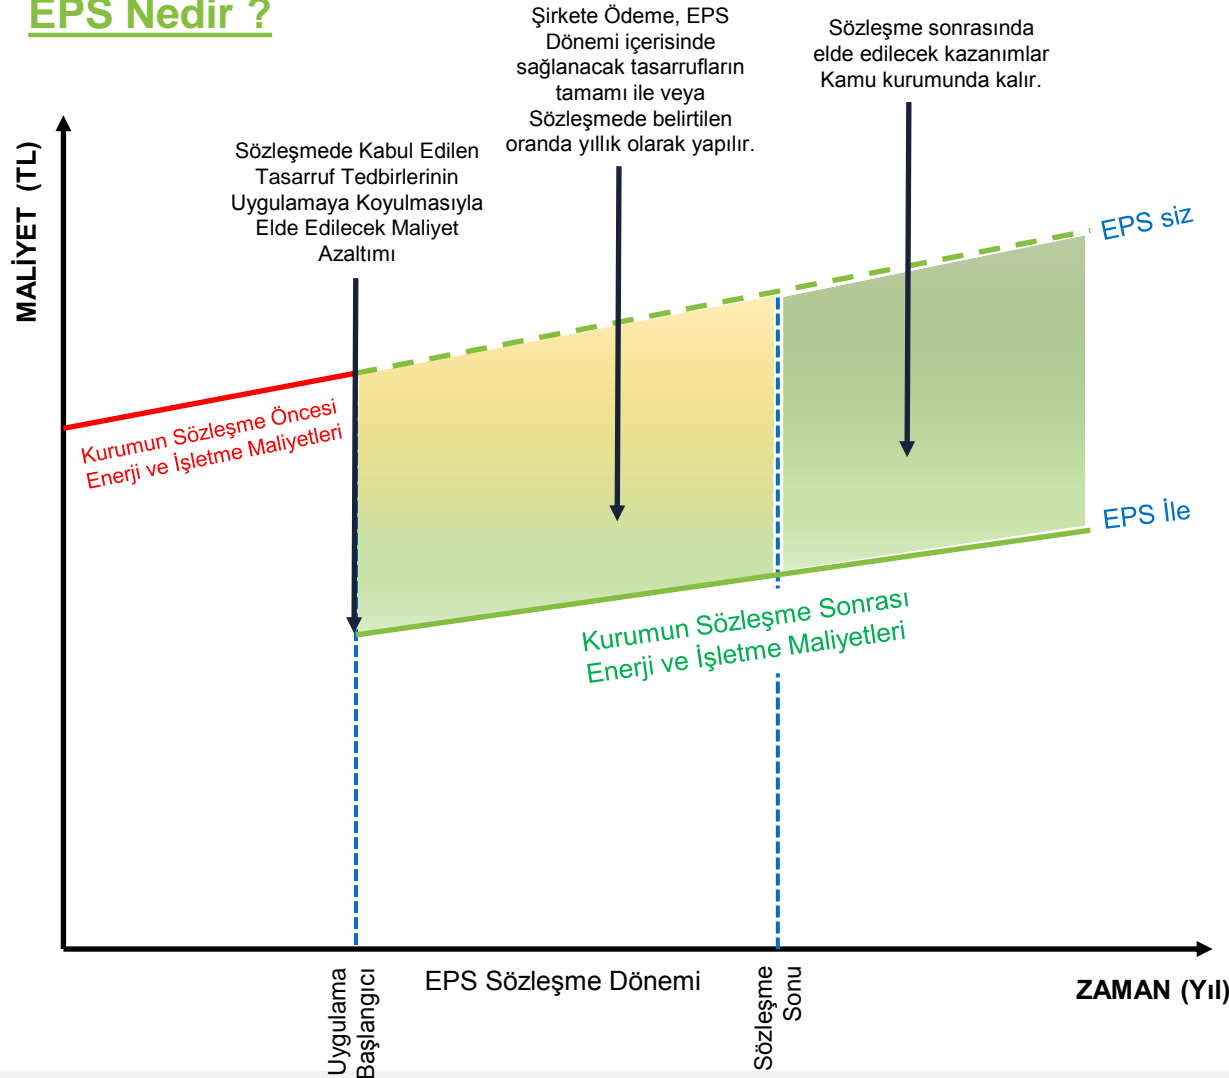 EPS Nedir ?
Şirkete Ödeme, EPS
Dönemi içerisinde
sağlanacak tasarrufların
tamamı ile veya
Sözleşmede belirtilen
oranda yıllık olarak yapılır.
Sözleşme sonrasında
elde edilecek kazanımlar
Kamu kurumunda kalır.
Sözleşmede Kabul Edilen
Tasarruf Tedbirlerinin
Uygulamaya Koyulmasıyla
Elde Edilecek Maliyet
Azaltımı
MALİYET (TL)
EPS siz
Kurumun Sözleşme Öncesi
Enerji ve İşletme Maliyetleri
EPS İle
Kurumun Sözleşme Sonrası
Enerji ve İşletme Maliyetleri
Uygulama
Başlangıcı
EPS Sözleşme Dönemi
Sözleşme
Sonu
ZAMAN (Yıl)